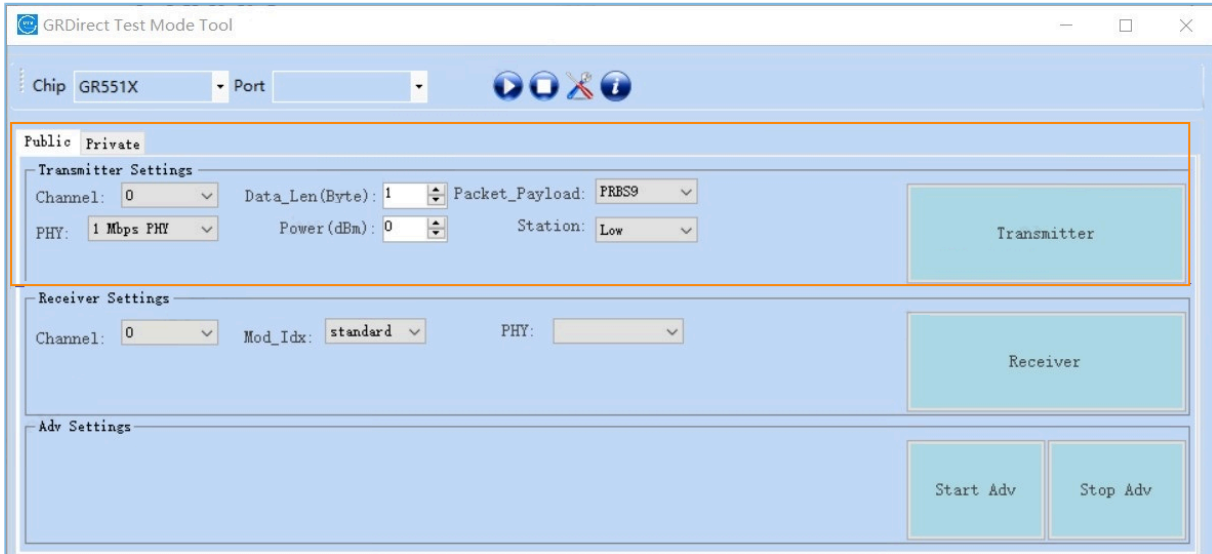 GRDirect Test Mode Tool
Chip GR551X Port
Public Private
Transmitter Settings
Channel: 0 Data_Len(Byte): 1 Packet_Payload: PRBS9
PHY: 1 Mbps PHY Power(dBm): 0 Station: Low
Transmitter
Receiver Settings
Channel: 0 Mod_Idx: standard PHY:
Receiver
Adv Settings
Start Adv Stop Adv